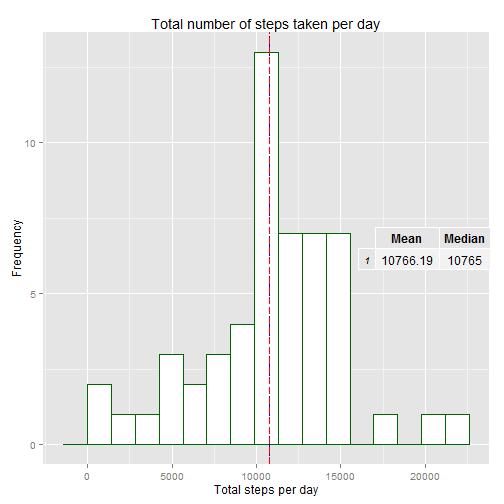 Total number of steps taken per day
Frequency
10
5
0
Mean Median
1 10766.19 10765
0 5000 10000 15000 20000
Total steps per day